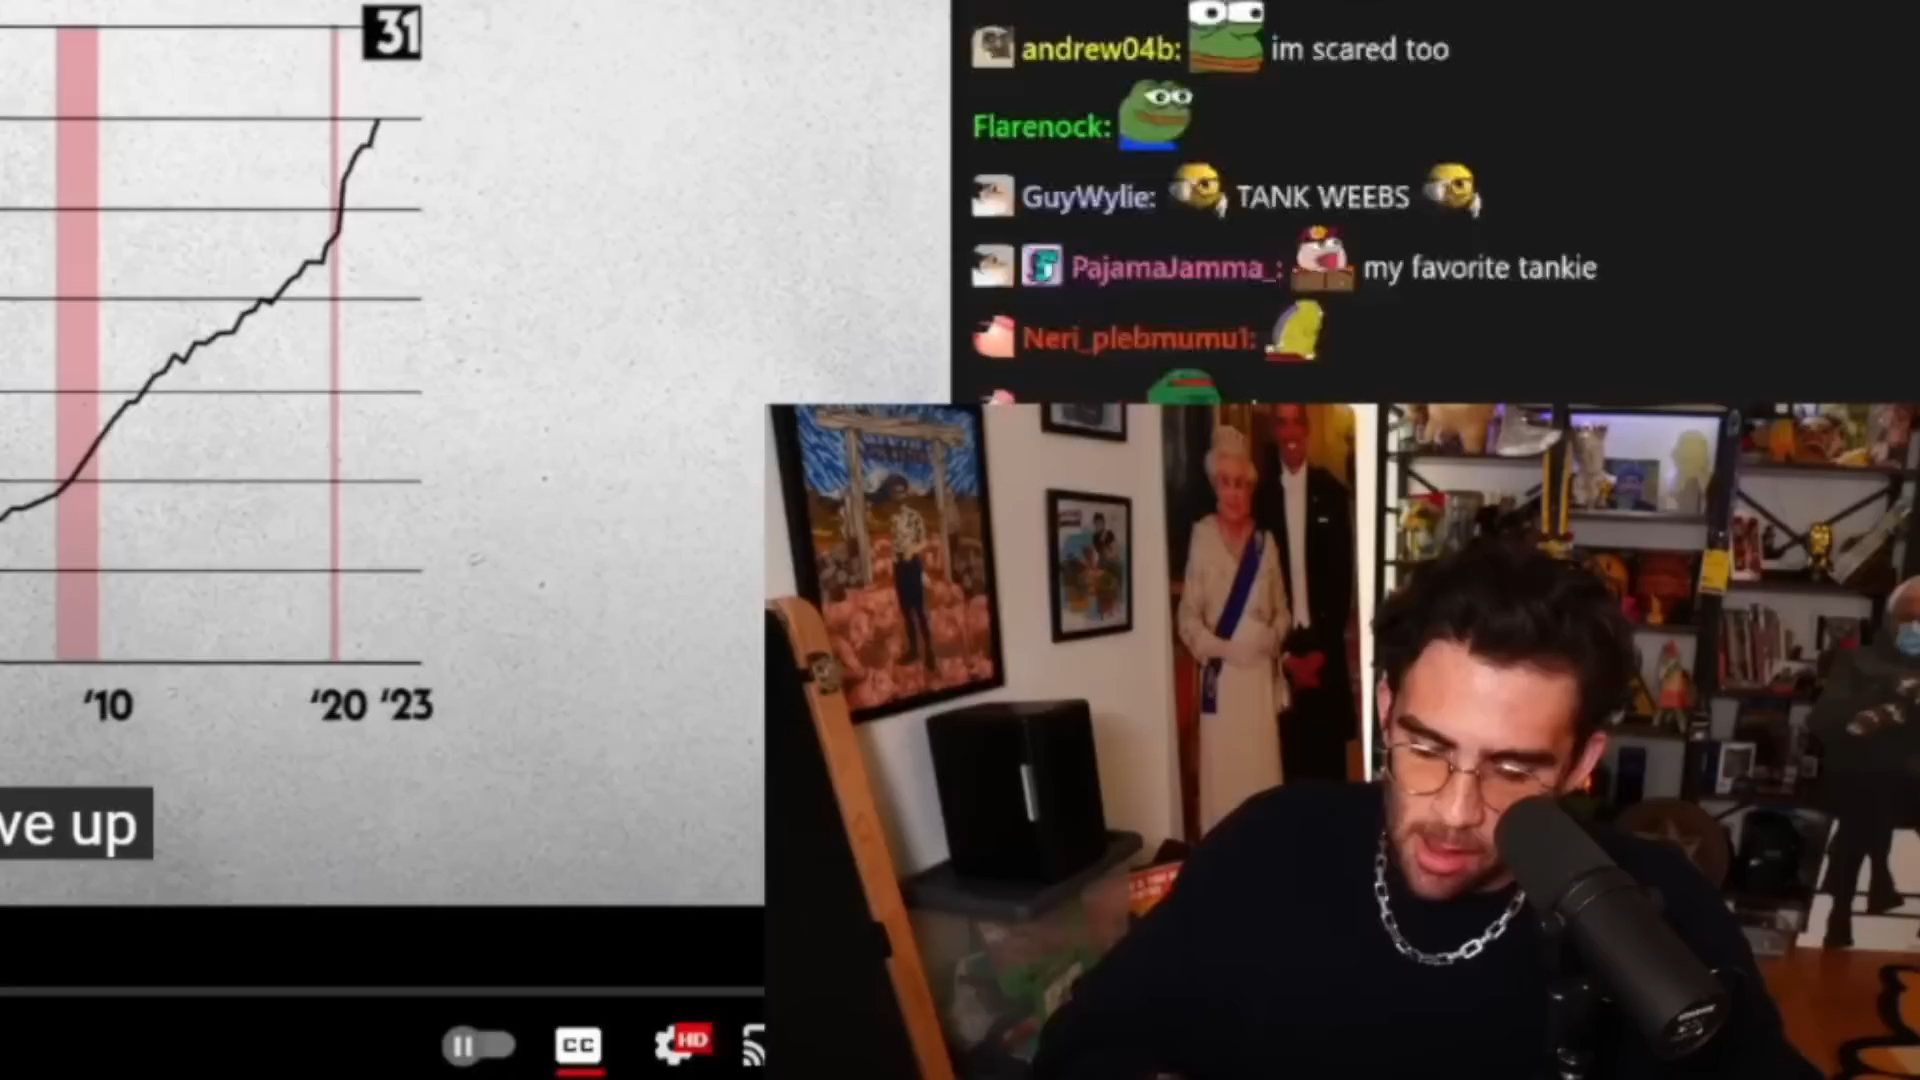 31
'10
'20 '23
ve up
CC
HD
andrew04b: im scared too
Flarenock:
GuyWylie: TANK WEEBS
PajamaJamma_: my favorite tankie
Neri_plebmumu1: